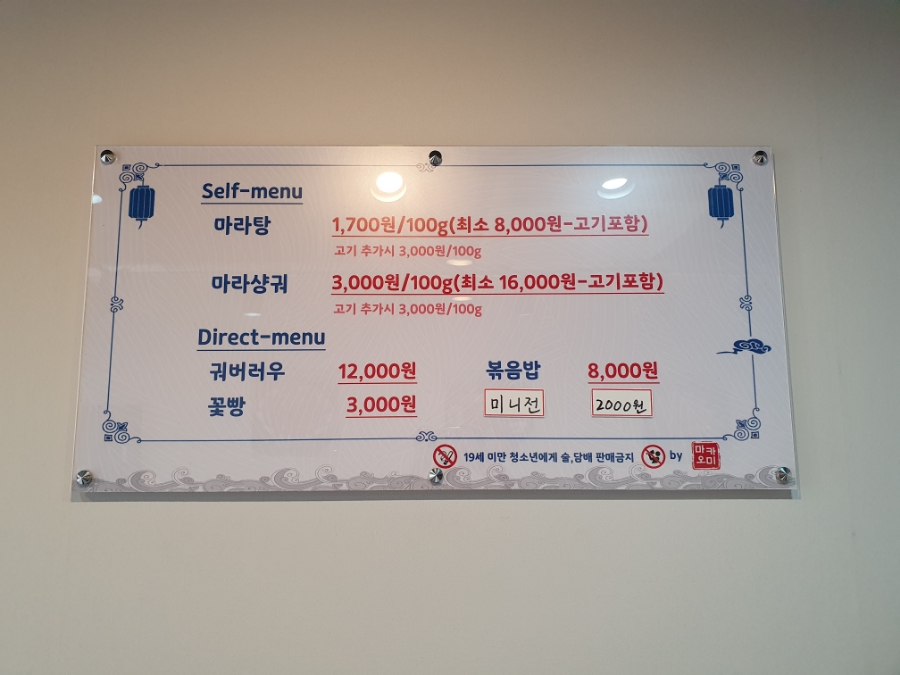 Self-menu
마라탕 1,700원/100g(최소 8,000원-고기포함)
고기 추가시 3,000원/100g
마라샹궈 3,000원/100g(최소 16,000원-고기포함)
고기 추가시 3,000원/100g
Direct-menu
궈버러우 12,000원 볶음밥 8,000원
꽃빵 3,000원 미니전 2000원
19세 미만 청소년에게 술,담배 판매금지 by 마카오미